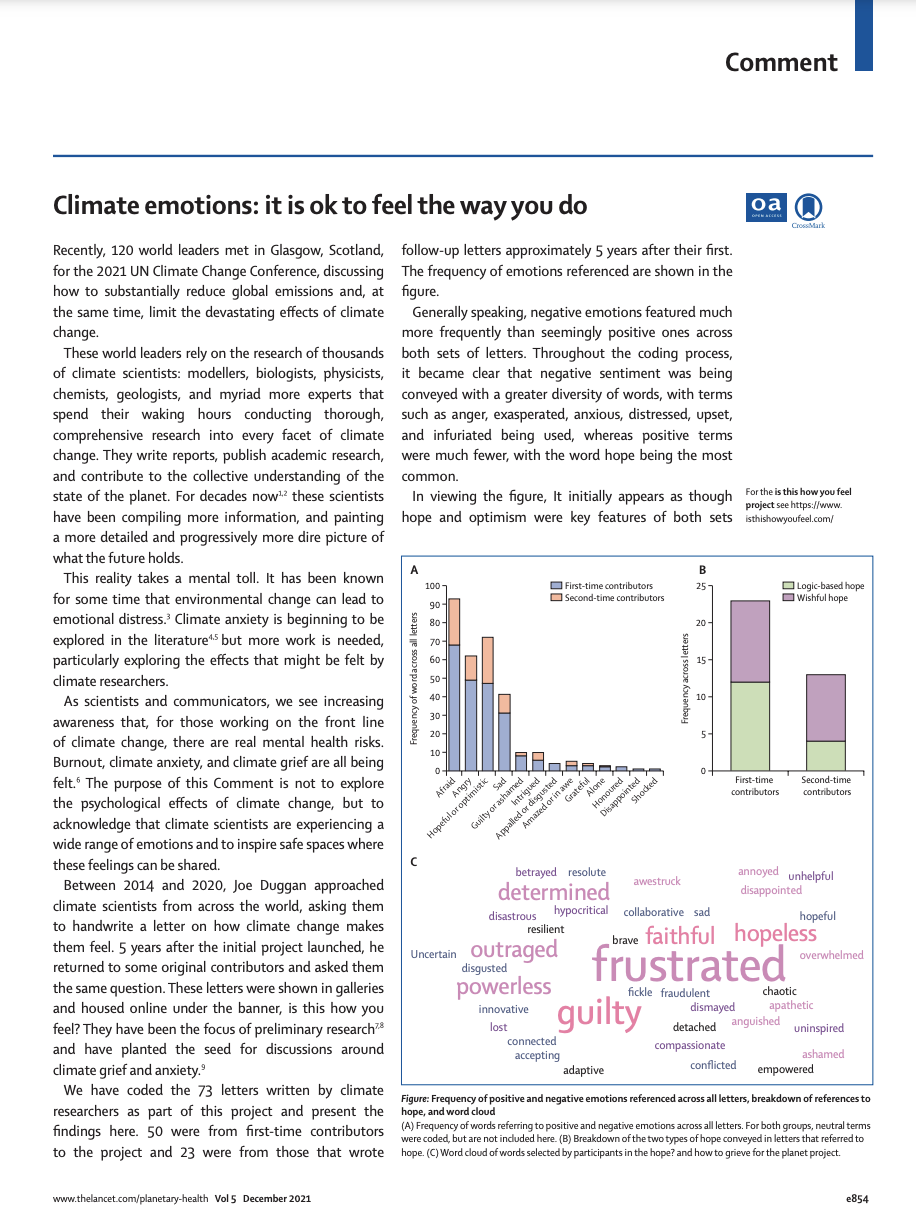 Comment
Climate emotions: it is ok to feel the way you do
oa
OPEN ACCESS
CrossMark
Recently, 120 world leaders met in Glasgow, Scotland,
for the 2021 UN Climate Change Conference, discussing
how to substantially reduce global emissions and, at
the same time, limit the devastating effects of climate
change.
These world leaders rely on the research of thousands
of climate scientists: modellers, biologists, physicists,
chemists, geologists, and myriad more experts that
spend their waking hours conducting thorough,
comprehensive research into every facet of climate
change. They write reports, publish academic research,
and contribute to the collective understanding of the
state of the planet. For decades now1,2 these scientists
have been compiling more information, and painting
a more detailed and progressively more dire picture of
what the future holds.
This reality takes a mental toll. It has been known
for some time that environmental change can lead to
emotional distress.3 Climate anxiety is beginning to be
explored in the literature4,5 but more work is needed,
particularly exploring the effects that might be felt by
climate researchers.
As scientists and communicators, we see increasing
awareness that, for those working on the front line
of climate change, there are real mental health risks.
Burnout, climate anxiety, and climate grief are all being
felt.6 The purpose of this Comment is not to explore
the psychological effects of climate change, but to
acknowledge that climate scientists are experiencing a
wide range of emotions and to inspire safe spaces where
these feelings can be shared.
Between 2014 and 2020, Joe Duggan approached
climate scientists from across the world, asking them
to handwrite a letter on how climate change makes
them feel. 5 years after the initial project launched, he
returned to some original contributors and asked them
the same question. These letters were shown in galleries
and housed online under the banner, is this how you
feel? They have been the focus of preliminary research7,8
and have planted the seed for discussions around
climate grief and anxiety.9
We have coded the 73 letters written by climate
researchers as part of this project and present the
findings here. 50 were from first-time contributors
to the project and 23 were from those that wrote
follow-up letters approximately 5 years after their first.
The frequency of emotions referenced are shown in the
figure.
Generally speaking, negative emotions featured much
more frequently than seemingly positive ones across
both sets of letters. Throughout the coding process,
it became clear that negative sentiment was being
conveyed with a greater diversity of words, with terms
such as anger, exasperated, anxious, distressed, upset,
and infuriated being used, whereas positive terms
were much fewer, with the word hope being the most
common.
In viewing the figure, It initially appears as though
hope and optimism were key features of both sets
For the is this how you feel
project see https://www.
isthishowyoufeel.com/
A
100
90
80
70
60
50
40
30
20
10
0
Frequency of word across all letters
First-time contributors
Second-time contributors
Afraid
Angry
Hopeful or optimistic
Sad
Guilty or ashamed
Intrigued
Appalled or disgusted
Amazed or in awe
Grateful
Alone
Honoured
Disappointed
Shocked
B
25
20
15
10
5
0
Frequency across letters
Logic-based hope
Wishful hope
First-time
contributors
Second-time
contributors
C
betrayed resolute
awestruck
annoyed unhelpful
determined
disappointed
disastrous hypocritical collaborative sad hopeful
resilient
brave faithful hopeless
Uncertain outraged frustrated overwhelmed
disgusted
powerless fickle fraudulent chaotic
innovative guilty dismayed apathetic
lost detached anguished uninspired
connected compassionate
accepting ashamed
adaptive conflicted empowered
Figure: Frequency of positive and negative emotions referenced across all letters, breakdown of references to
hope, and word cloud
(A) Frequency of words referring to positive and negative emotions across all letters. For both groups, neutral terms
were coded, but are not included here. (B) Breakdown of the two types of hope conveyed in letters that referred to
hope. (C) Word cloud of words selected by participants in the hope? and how to grieve for the planet project.
www.thelancet.com/planetary-health Vol 5 December 2021
e854